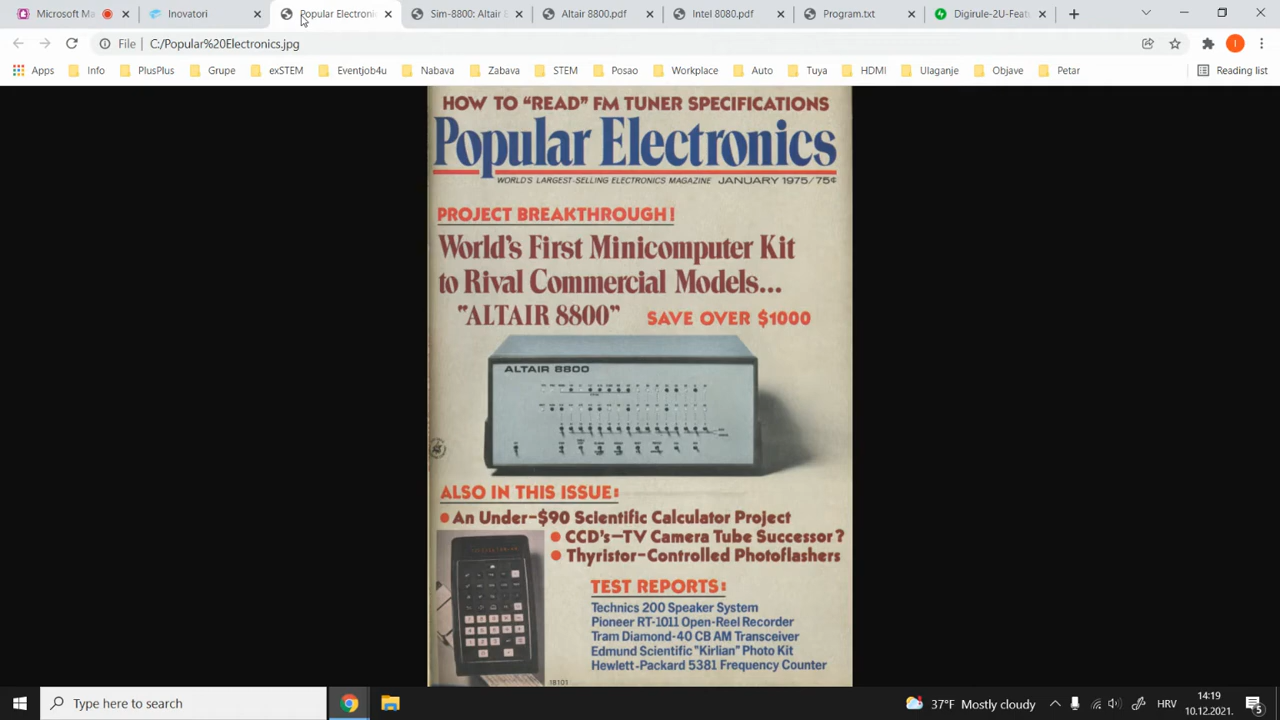 Microsoft Ma
Inovatori
Popular Electroni
Sim-8800: Altair
Altair 8800.pdf
Intel 8080.pdf
Program.txt
Digirule-2U-Feat
File
C:/Popular%20Electronics.jpg
Apps
Info
PlusPlus
Grupe
exSTEM
Eventjob4u
Nabava
Zabava
STEM
Posao
Workplace
Auto
Tuya
HDMI
Ulaganje
Objave
Petar
Reading list
HOW TO "READ" FM TUNER SPECIFICATIONS
Popular Electronics
WORLD'S LARGEST-SELLING ELECTRONICS MAGAZINE JANUARY 1975/75¢
PROJECT BREAKTHROUGH!
World's First Minicomputer Kit
to Rival Commercial Models...
"ALTAIR 8800" SAVE OVER $1000
ALTAIR 8800
ALSO IN THIS ISSUE:
● An Under-$90 Scientific Calculator Project
● CCD's—TV Camera Tube Successor?
● Thyristor-Controlled Photoflashers
TEST REPORTS:
Technics 200 Speaker System
Pioneer RT-1011 Open-Reel Recorder
Tram Diamond-40 CB AM Transceiver
Edmund Scientific "Kirlian" Photo Kit
Hewlett-Packard 5381 Frequency Counter
18101
Type here to search
37°F Mostly cloudy
HRV
14:19
10.12.2021.
5